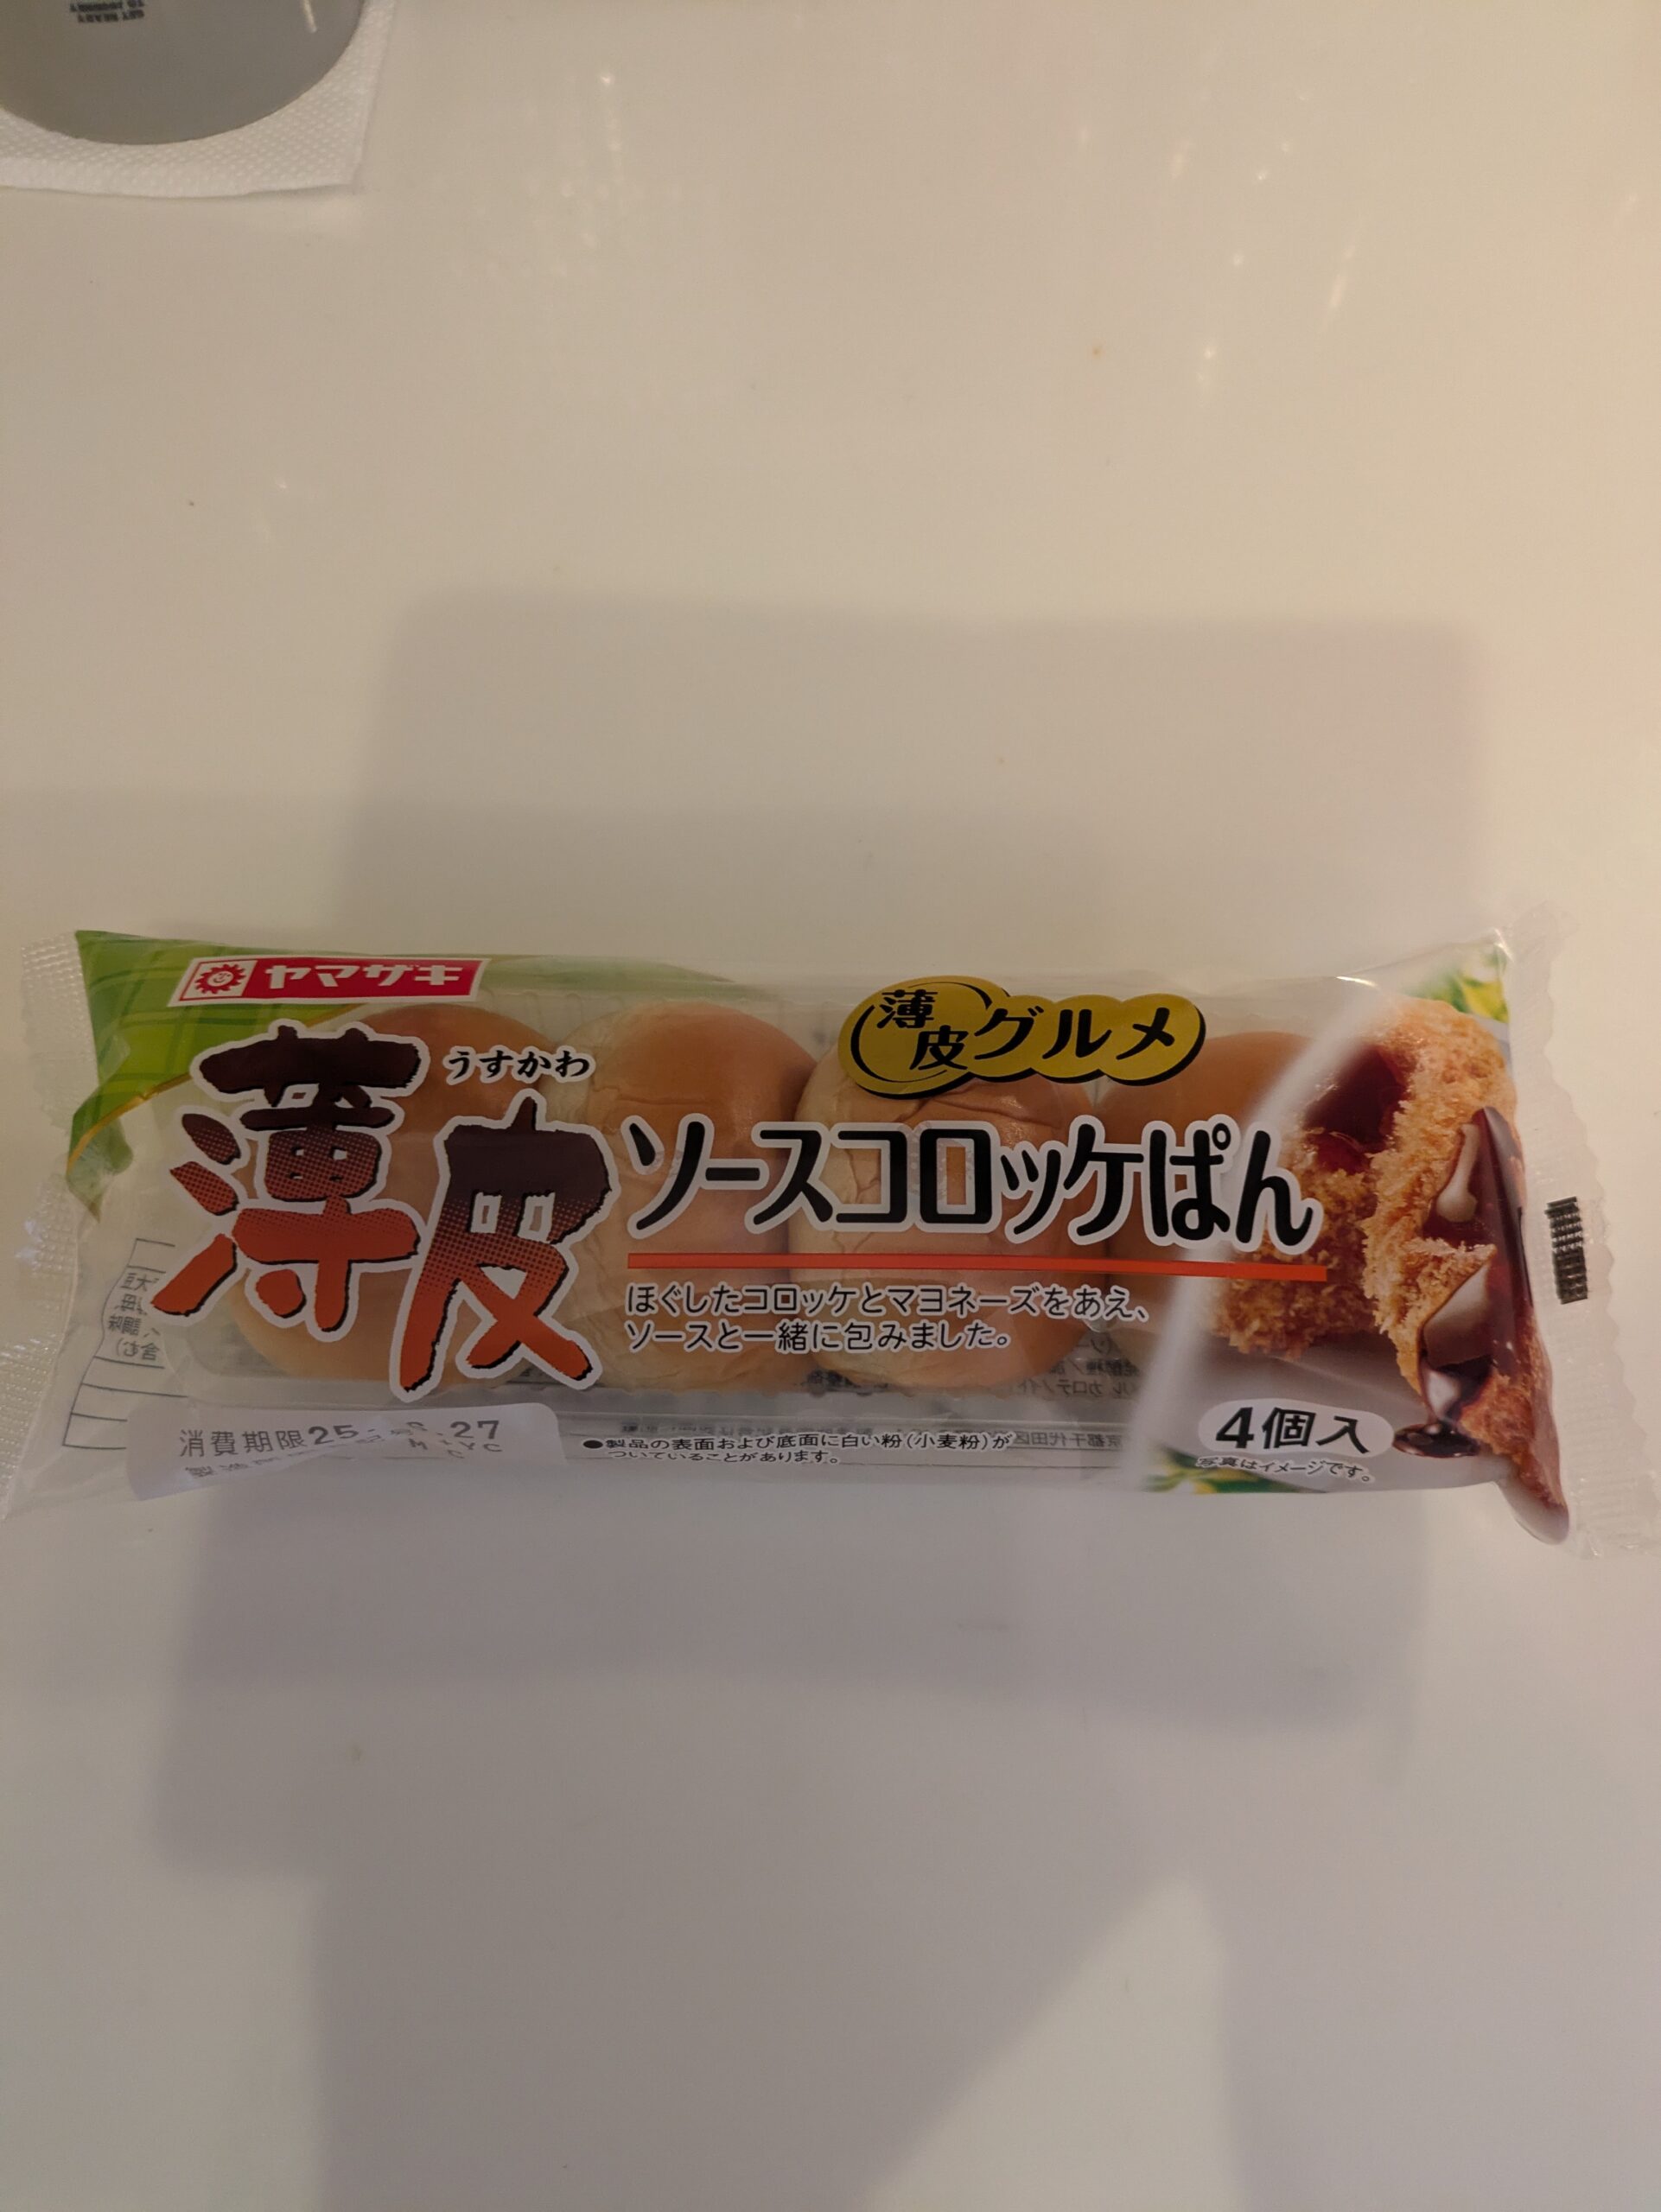 ヤマザキ
薄皮グルメ
うすかわ
薄皮
ソースコロッケぱん
ほぐしたコロッケとマヨネーズをあえ、
ソースと一緒に包みました。
4個入
写真はイメージです。
消費期限25. .27
●製品の表面および底面に白い粉(小麦粉)が
ついていることがあります。